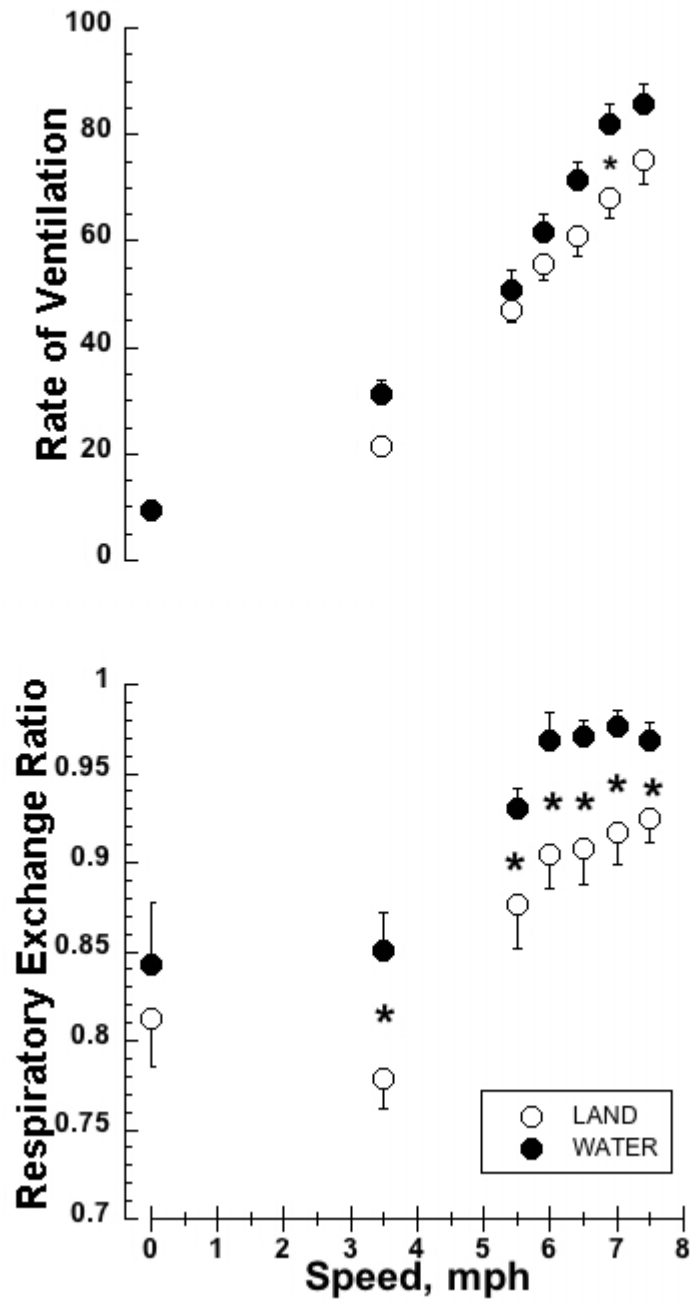 100
80
60
40
20
0
Rate of Ventilation
*
1
0.95
0.9
0.85
0.8
0.75
0.7
Respiratory Exchange Ratio
* * * * * *
LAND
WATER
0 1 2 3 4 5 6 7 8
Speed, mph